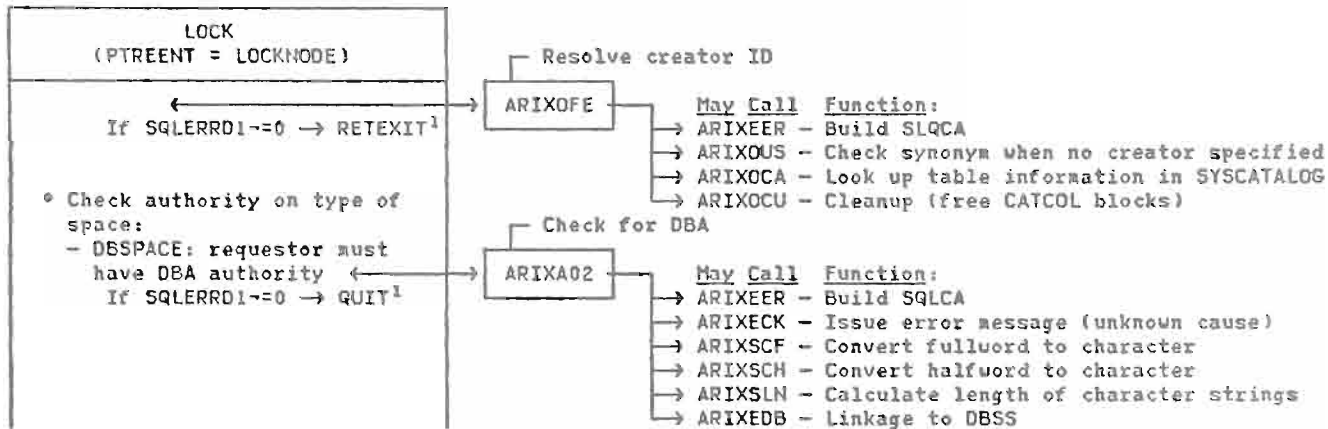 LOCK
(PTREENT = LOCKNODE)
Resolve creator ID
ARIXOFE
If SQLERRD1¬=0 → RETEXIT¹
May Call Function:
ARIXEER – Build SLQCA
ARIXOUS – Check synonym when no creator specified
ARIXOCA – Look up table information in SYSCATALOG
ARIXOCU – Cleanup (free CATCOL blocks)
• Check authority on type of
space:
– DBSPACE: requestor must
have DBA authority
If SQLERRD1¬=0 → QUIT¹
Check for DBA
ARIXA02
May Call Function:
ARIXEER – Build SQLCA
ARIXECK – Issue error message (unknown cause)
ARIXSCF – Convert fullword to character
ARIXSCH – Convert halfword to character
ARIXSLN – Calculate length of character strings
ARIXEDB – Linkage to DBSS